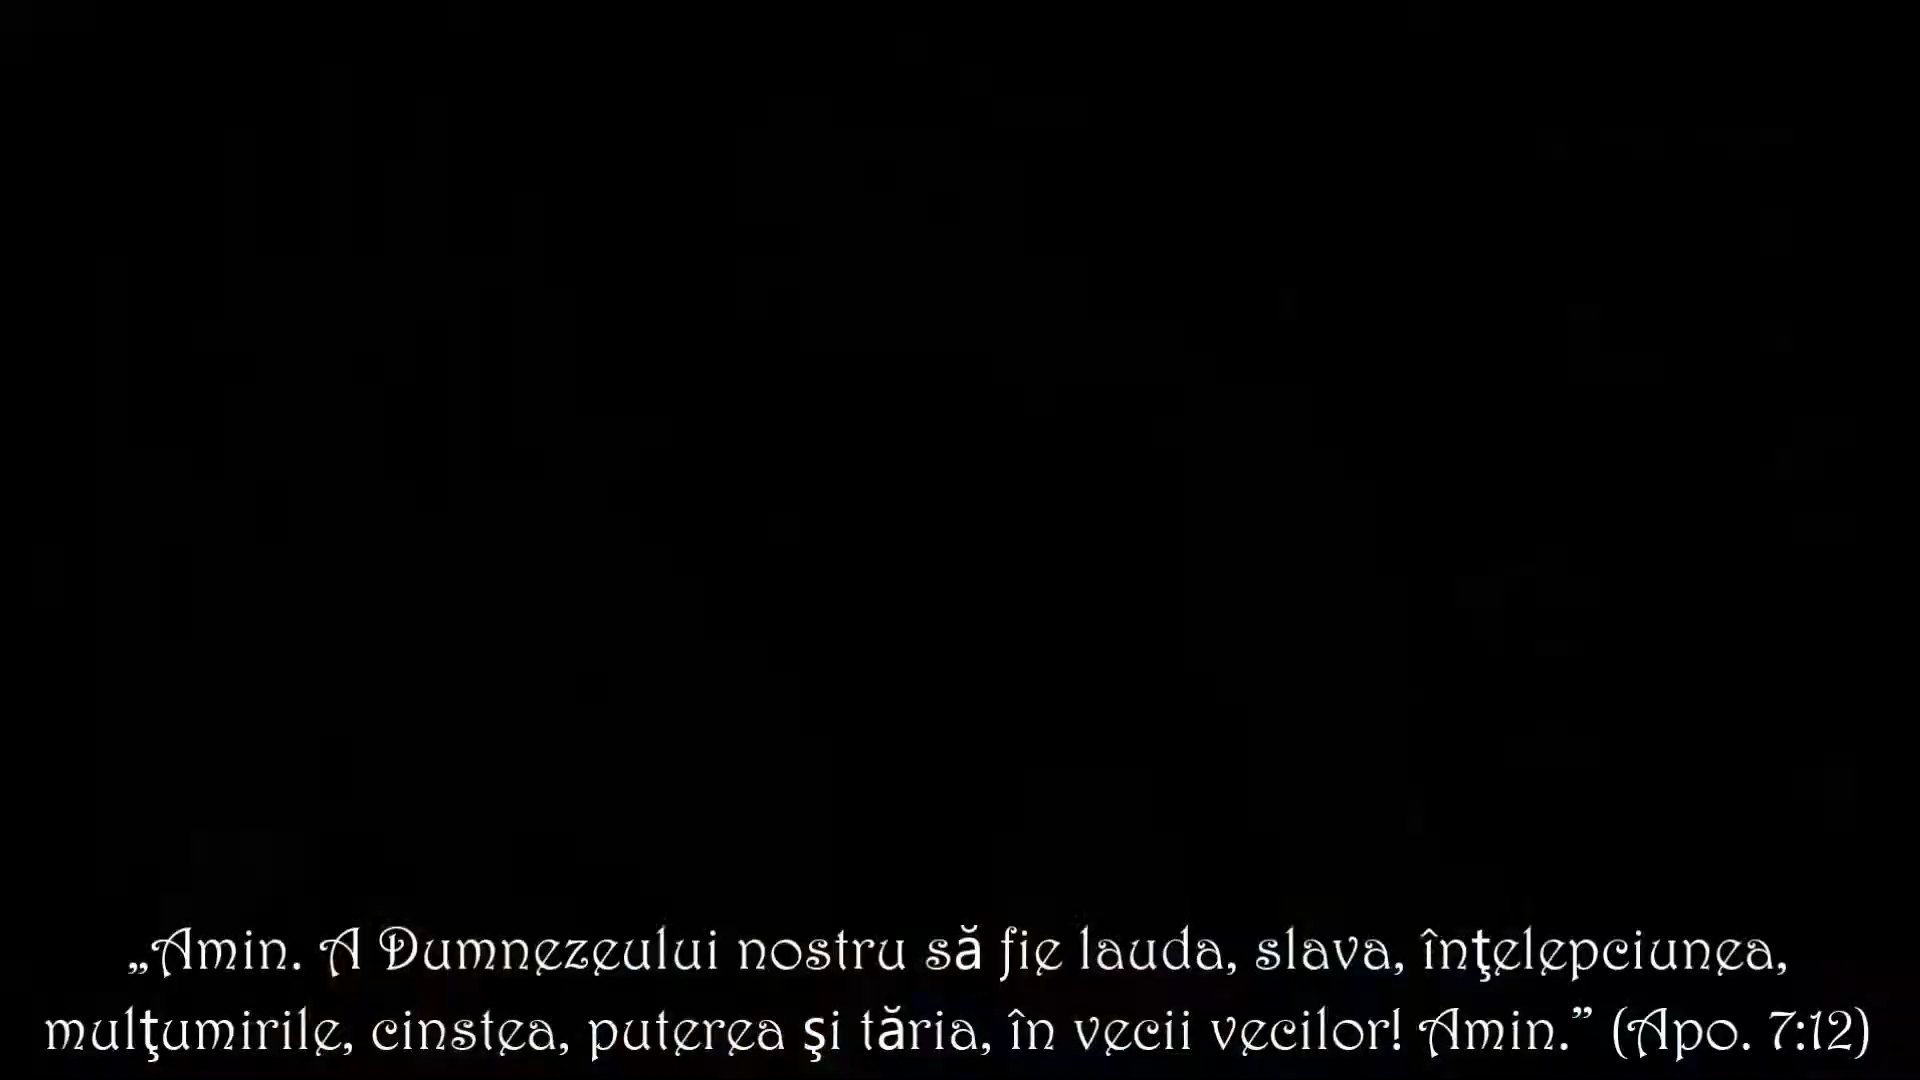 „Amin. A Dumnezeului nostru să fie lauda, slava, înţelepciunea,
mulţumirile, cinstea, puterea şi tăria, în vecii vecilor! Amin.” (Apo. 7:12)